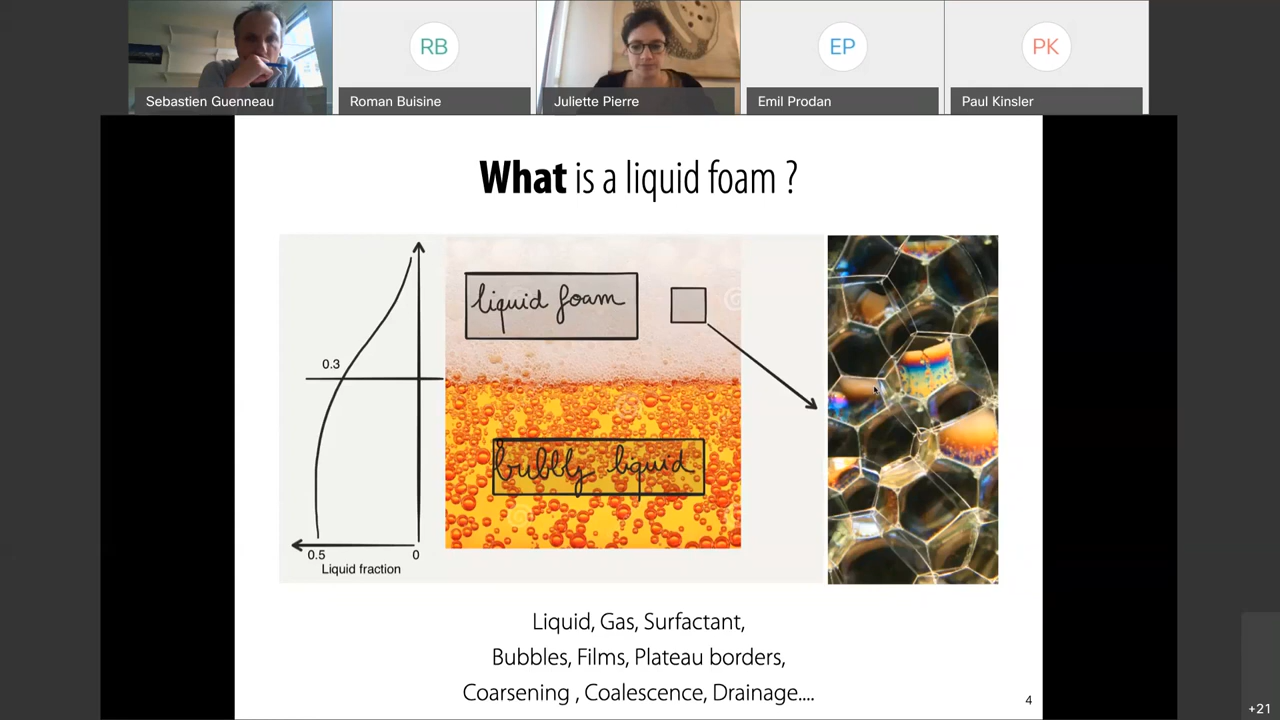 RB
EP
PK
Sebastien Guenneau
Roman Buisine
Juliette Pierre
Emil Prodan
Paul Kinsler
What is a liquid foam ?
liquid foam
0.3
bubbly liquid
0.5
0
Liquid fraction
Liquid, Gas, Surfactant,
Bubbles, Films, Plateau borders,
Coarsening , Coalescence, Drainage....
4
+21